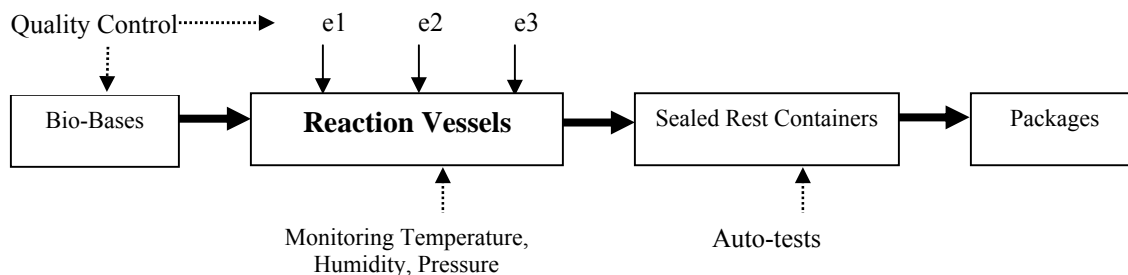 Quality Control
e1 e2 e3
Bio-Bases
Reaction Vessels
Sealed Rest Containers
Packages
Monitoring Temperature,
Humidity, Pressure
Auto-tests